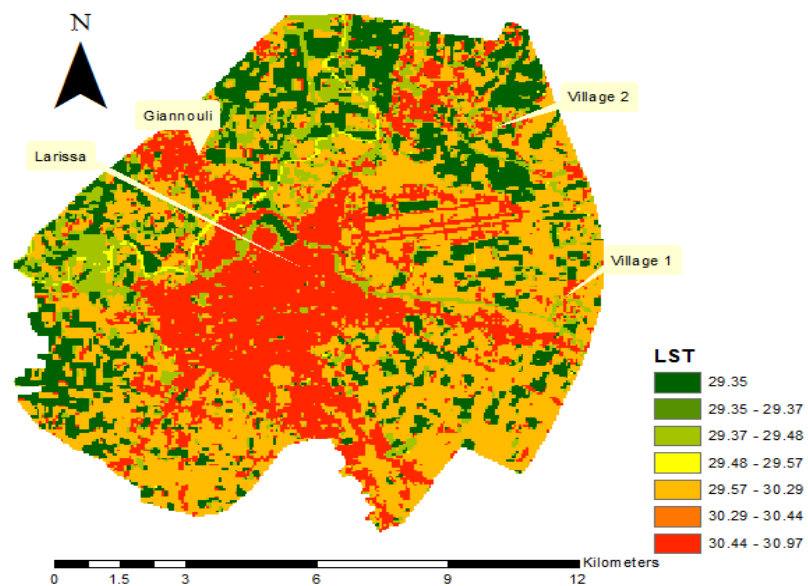 N
Giannouli
Larissa
Village 2
Village 1
LST
29.35
29.35 - 29.37
29.37 - 29.48
29.48 - 29.57
29.57 - 30.29
30.29 - 30.44
30.44 - 30.97
Kilometers
0 1.5 3 6 9 12